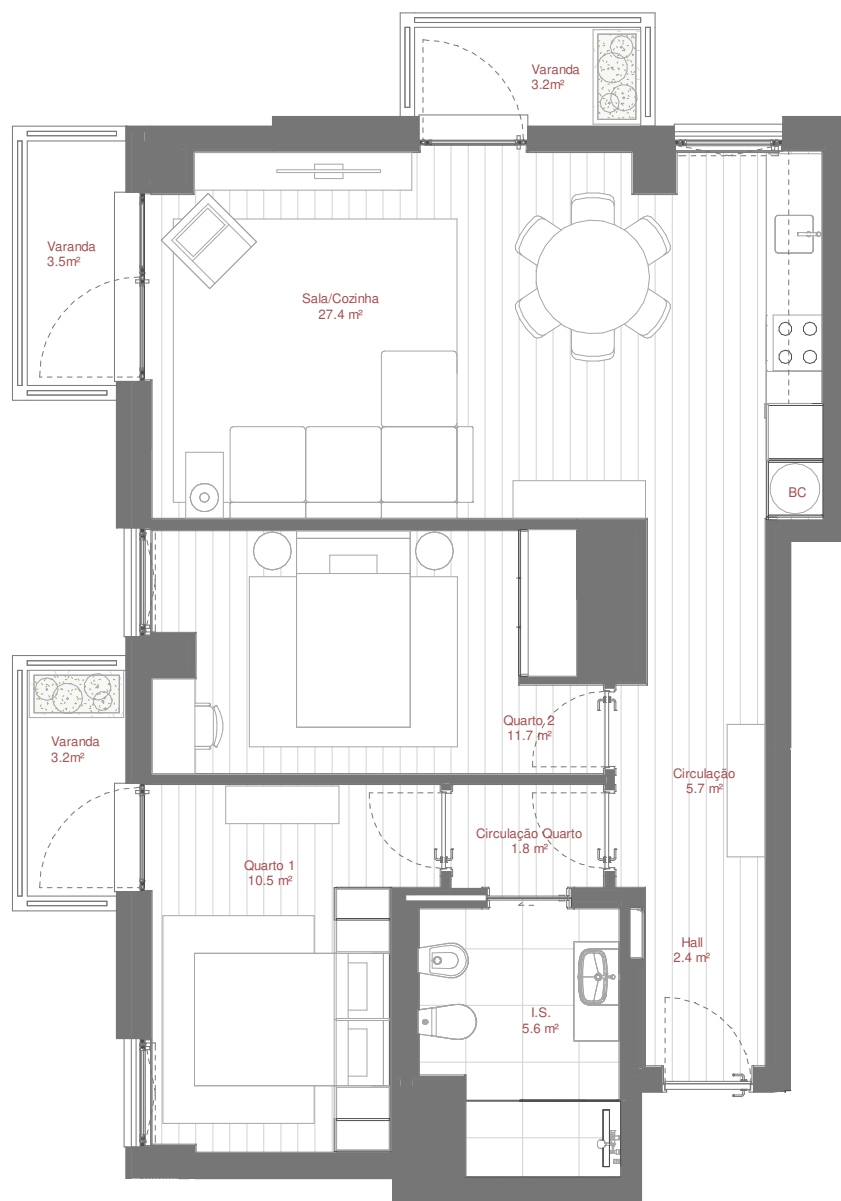 Varanda
3.2m²
Varanda
3.5m²
Sala/Cozinha
27.4 m²
BC
Quarto 2
11.7 m²
Varanda
3.2m²
Circulação
5.7 m²
Circulação Quarto
1.8 m²
Quarto 1
10.5 m²
Hall
2.4 m²
I.S.
5.6 m²